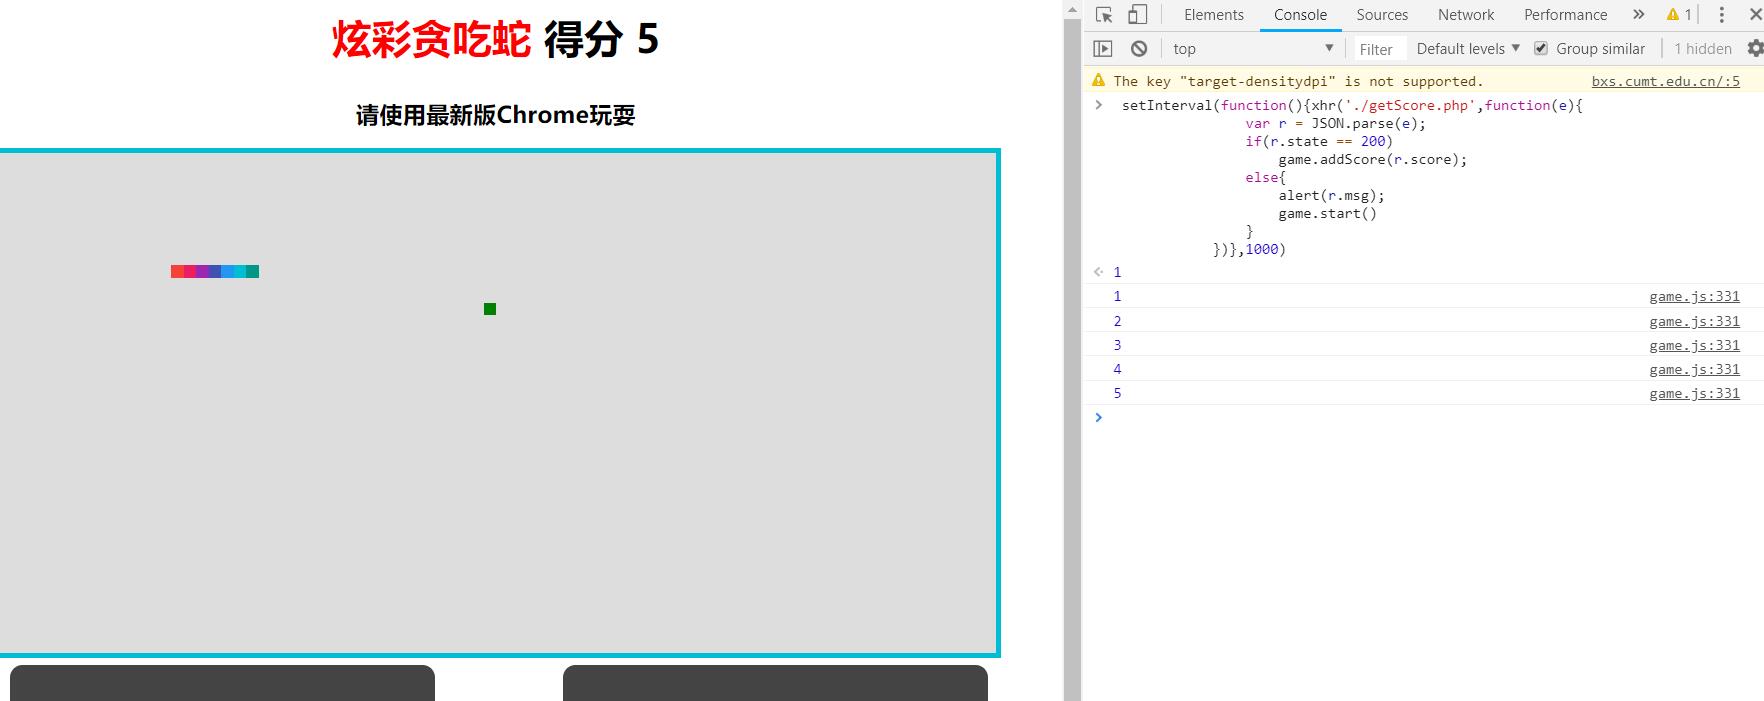 炫彩贪吃蛇 得分 5
请使用最新版Chrome玩耍
Elements Console Sources Network Performance » 1
top Filter Default levels Group similar 1 hidden
The key "target-densitydpi" is not supported. bxs.cumt.edu.cn/:5
> setInterval(function(){xhr('./getScore.php',function(e){
var r = JSON.parse(e);
if(r.state == 200)
game.addScore(r.score);
else{
alert(r.msg);
game.start()
}
})},1000)
1
1 game.js:331
2 game.js:331
3 game.js:331
4 game.js:331
5 game.js:331
>